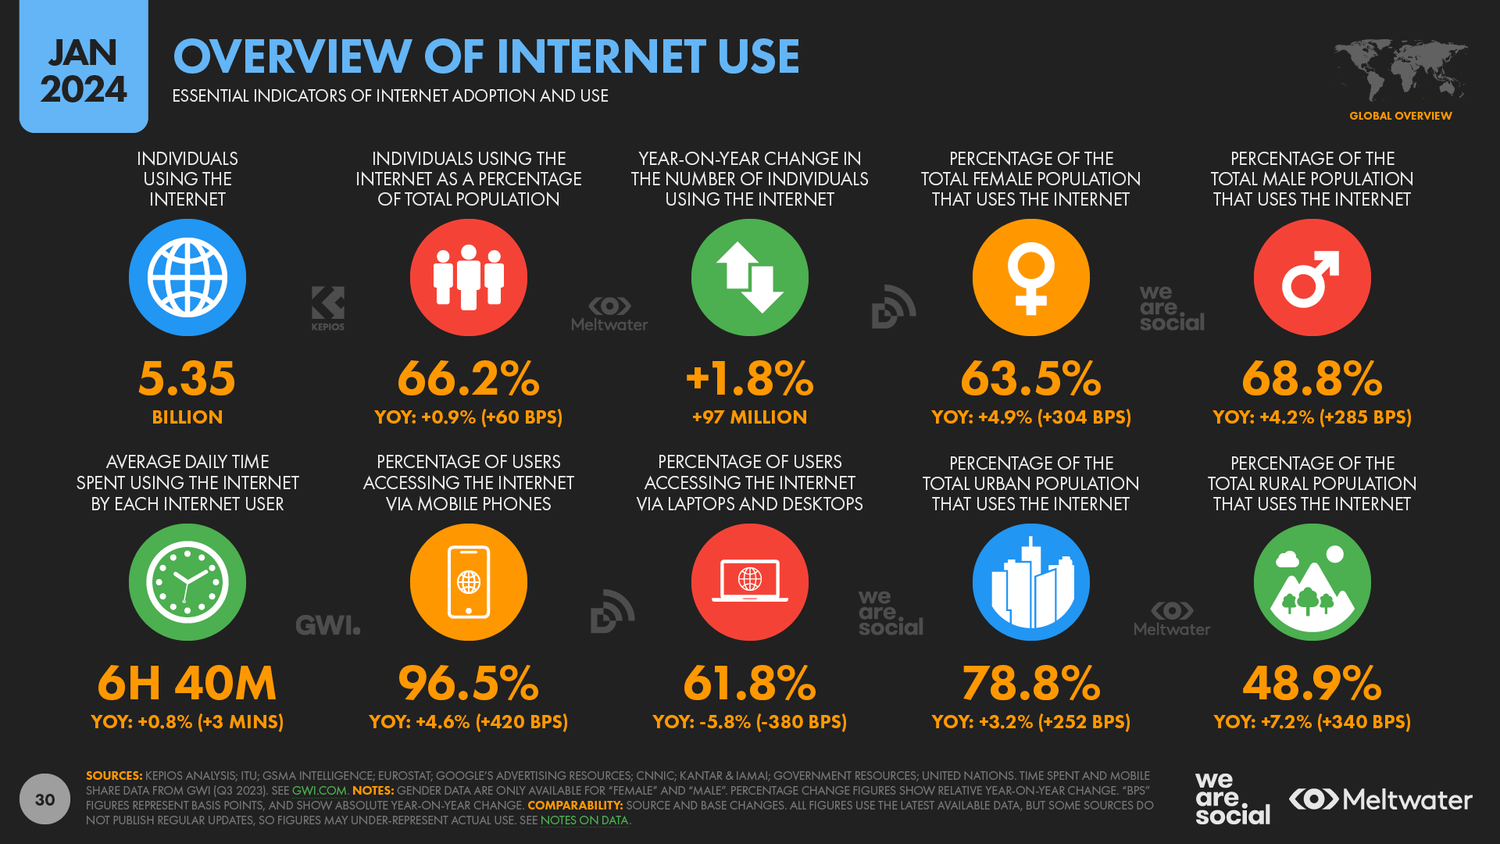 JAN
2024
OVERVIEW OF INTERNET USE
ESSENTIAL INDICATORS OF INTERNET ADOPTION AND USE
GLOBAL OVERVIEW
INDIVIDUALS
USING THE
INTERNET
5.35
BILLION
INDIVIDUALS USING THE
INTERNET AS A PERCENTAGE
OF TOTAL POPULATION
66.2%
YOY: +0.9% (+60 BPS)
YEAR-ON-YEAR CHANGE IN
THE NUMBER OF INDIVIDUALS
USING THE INTERNET
+1.8%
+97 MILLION
PERCENTAGE OF THE
TOTAL FEMALE POPULATION
THAT USES THE INTERNET
63.5%
YOY: +4.9% (+304 BPS)
PERCENTAGE OF THE
TOTAL MALE POPULATION
THAT USES THE INTERNET
68.8%
YOY: +4.2% (+285 BPS)
KEPIOS
Meltwater
we
are.
social
AVERAGE DAILY TIME
SPENT USING THE INTERNET
BY EACH INTERNET USER
6H 40M
YOY: +0.8% (+3 MINS)
PERCENTAGE OF USERS
ACCESSING THE INTERNET
VIA MOBILE PHONES
96.5%
YOY: +4.6% (+420 BPS)
PERCENTAGE OF USERS
ACCESSING THE INTERNET
VIA LAPTOPS AND DESKTOPS
61.8%
YOY: -5.8% (-380 BPS)
PERCENTAGE OF THE
TOTAL URBAN POPULATION
THAT USES THE INTERNET
78.8%
YOY: +3.2% (+252 BPS)
PERCENTAGE OF THE
TOTAL RURAL POPULATION
THAT USES THE INTERNET
48.9%
YOY: +7.2% (+340 BPS)
GWI.
we
are.
social
Meltwater
30
SOURCES: KEPIOS ANALYSIS; ITU; GSMA INTELLIGENCE; EUROSTAT; GOOGLE'S ADVERTISING RESOURCES; CNNIC; KANTAR & IAMAI; GOVERNMENT RESOURCES; UNITED NATIONS. TIME SPENT AND MOBILE
SHARE DATA FROM GWI (Q3 2023). SEE GWI.COM. NOTES: GENDER DATA ARE ONLY AVAILABLE FOR "FEMALE" AND "MALE". PERCENTAGE CHANGE FIGURES SHOW RELATIVE YEAR-ON-YEAR CHANGE. "BPS"
FIGURES REPRESENT BASIS POINTS, AND SHOW ABSOLUTE YEAR-ON-YEAR CHANGE. COMPARABILITY: SOURCE AND BASE CHANGES. ALL FIGURES USE THE LATEST AVAILABLE DATA, BUT SOME SOURCES DO
NOT PUBLISH REGULAR UPDATES, SO FIGURES MAY UNDER-REPRESENT ACTUAL USE. SEE NOTES ON DATA.
we
are.
social
Meltwater